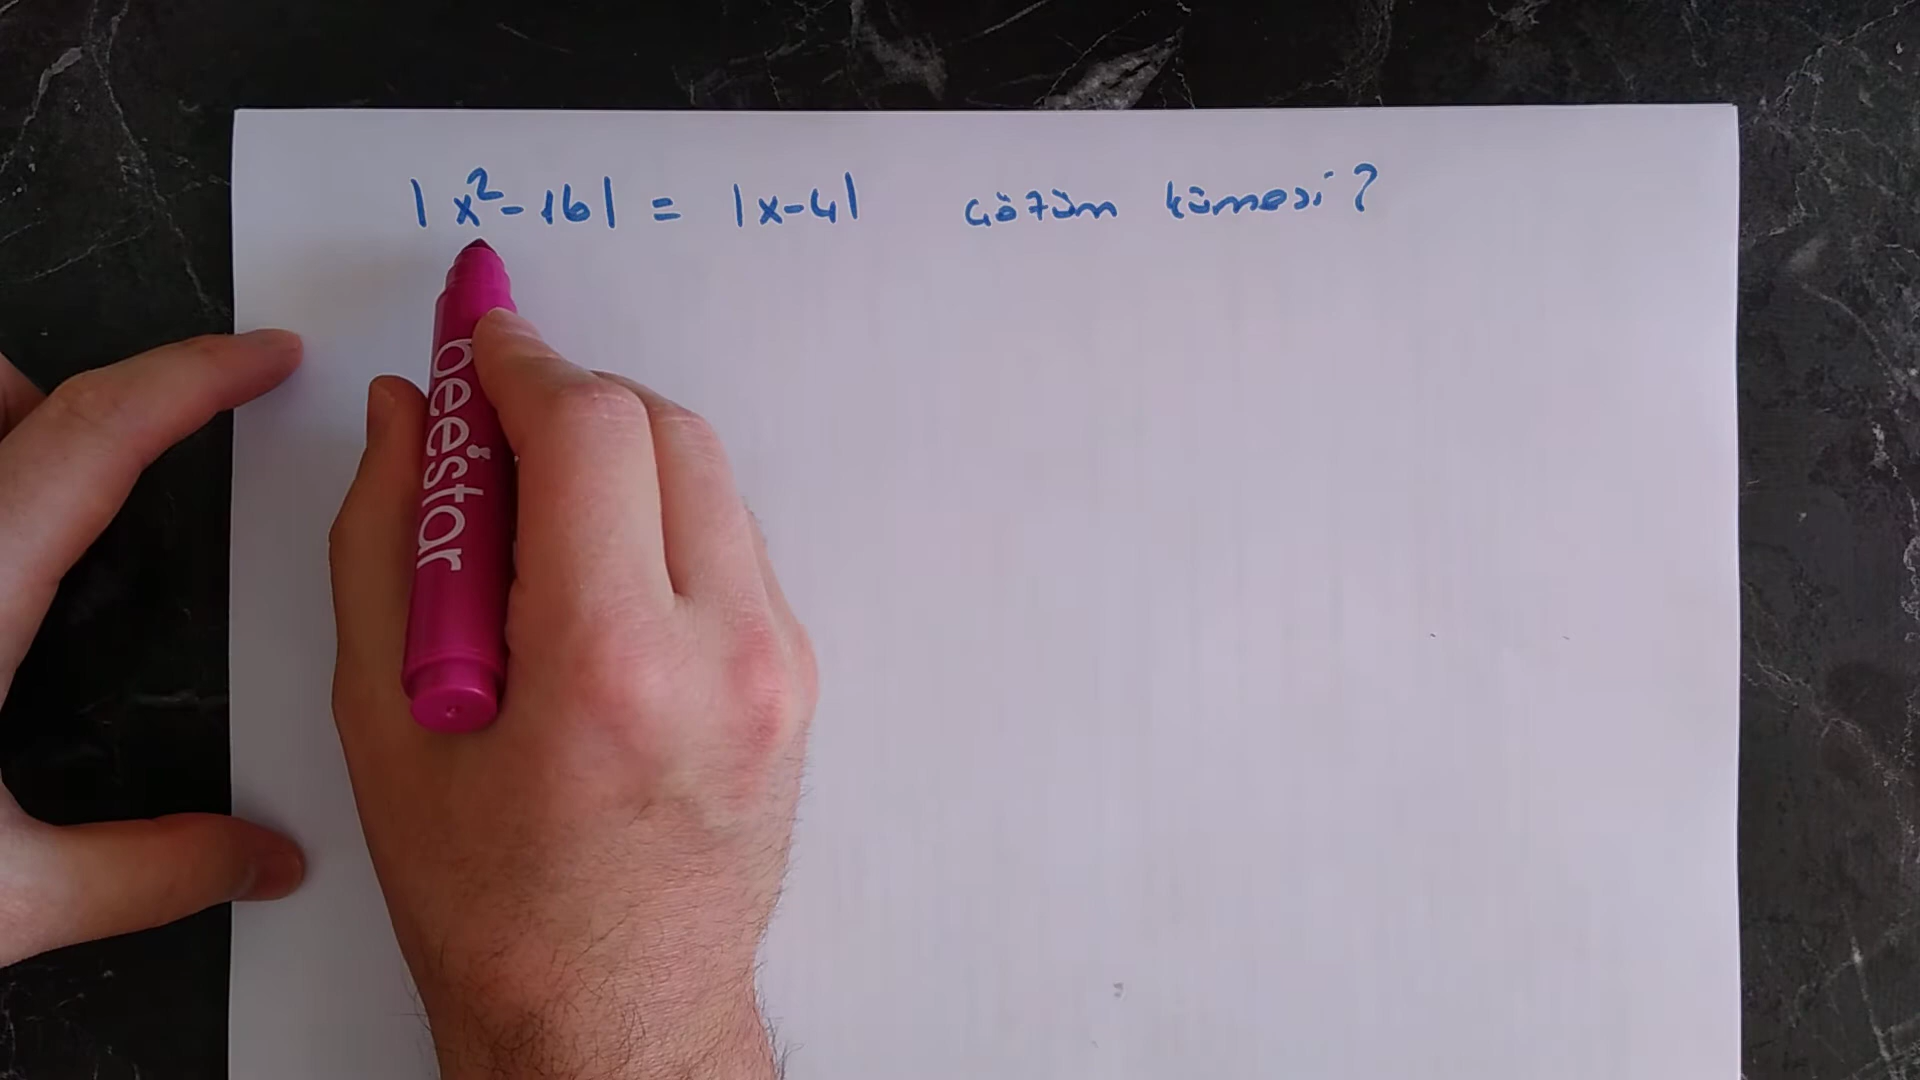 |x²-16| = |x-4| çözüm kümesi?
beestar